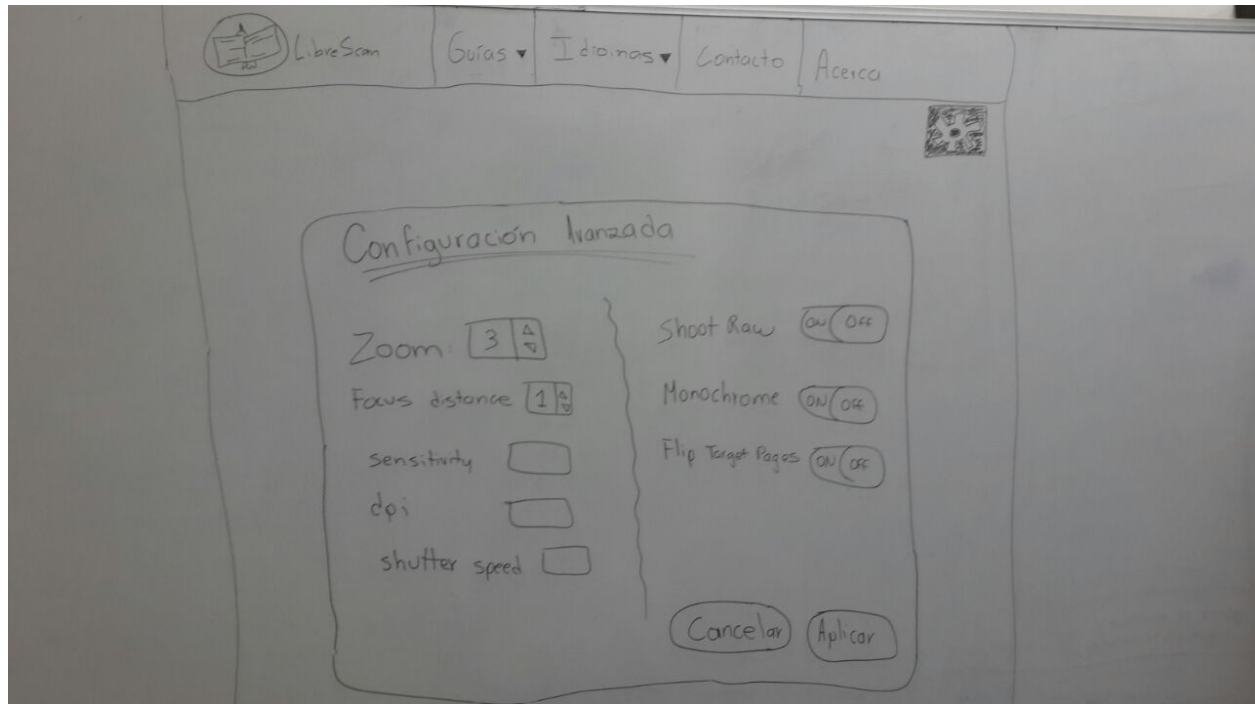 LibreScan
Guías ▼
Idiomas ▼
Contacto
Acerca
Configuración Avanzada
Zoom: 3
Focus distance 1
sensitivity
dpi
shutter speed
Shoot Raw ON OFF
Monochrome ON OFF
Flip Target Pages ON OFF
Cancelar
Aplicar